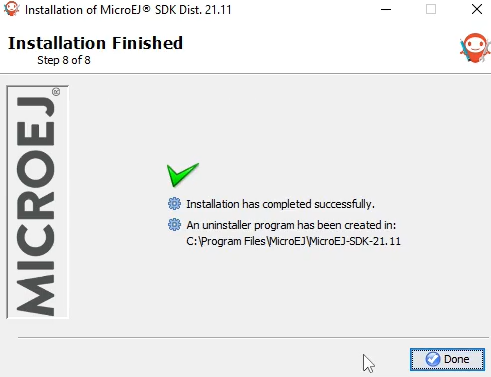 Installation of MicroEJ® SDK Dist. 21.11
Installation Finished
Step 8 of 8
MICROEJ®
Installation has completed successfully.
An uninstaller program has been created in:
C:\Program Files\MicroEJ\MicroEJ-SDK-21.11
Done